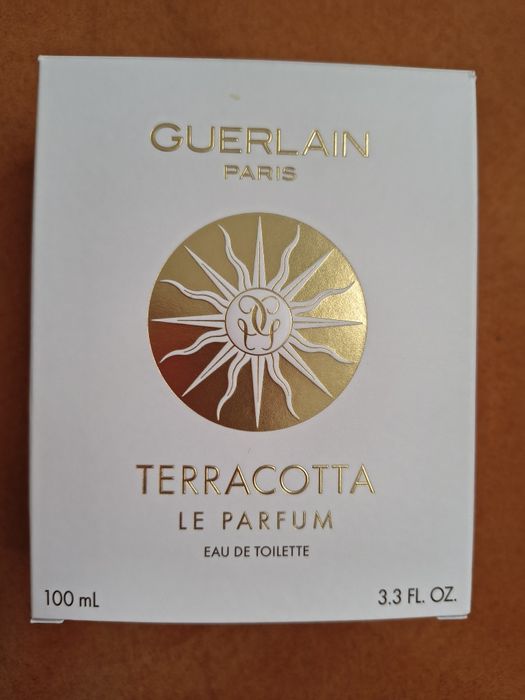 GUERLAIN
PARIS
TERRACOTTA
LE PARFUM
EAU DE TOILETTE
100 mL 3.3 FL. OZ.